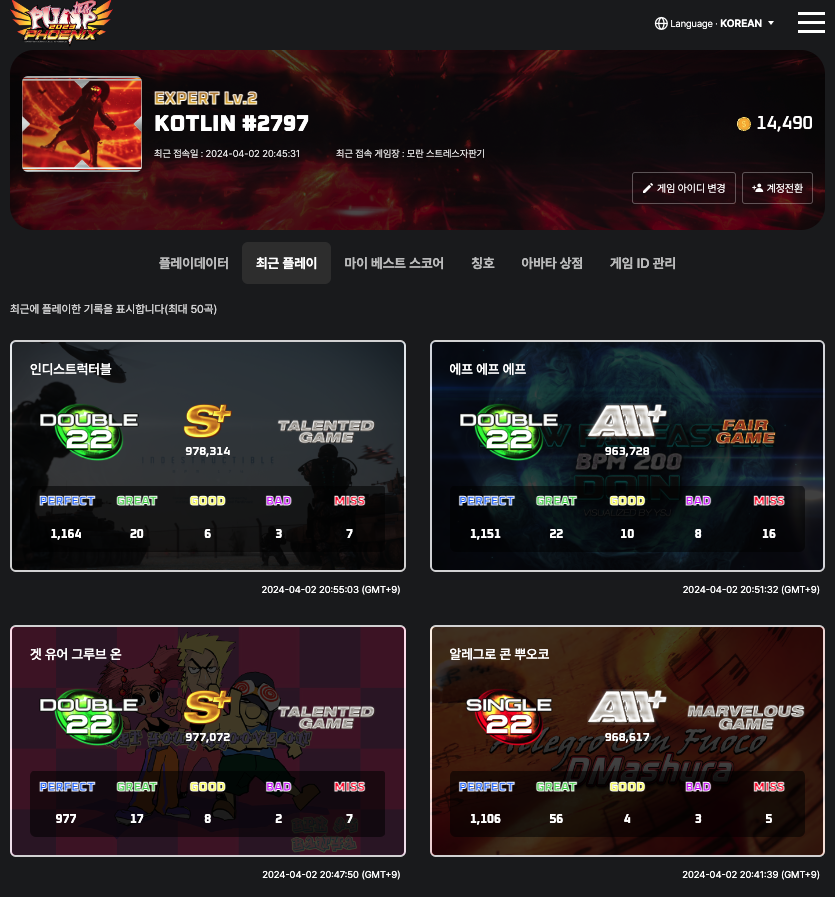 PUMP IT UP
2023
PHOENIX
Language · KOREAN
EXPERT Lv.2
KOTLIN #2797
14,490
최근 접속일 : 2024-04-02 20:45:31
최근 접속 게임장 : 모란 스트레스자판기
게임 아이디 변경
계정전환
플레이데이터
최근 플레이
마이 베스트 스코어
칭호
아바타 상점
게임 ID 관리
최근에 플레이한 기록을 표시합니다(최대 50곡)
인디스트럭터블
DOUBLE
22
S+
978,314
TALENTED
GAME
PERFECT GREAT GOOD BAD MISS
1,164 20 6 3 7
2024-04-02 20:55:03 (GMT+9)
에프 에프 에프
DOUBLE
22
AAA+
963,728
FAIR
GAME
BPM 200
PERFECT GREAT GOOD BAD MISS
1,151 22 10 8 16
2024-04-02 20:51:32 (GMT+9)
겟 유어 그루브 온
DOUBLE
22
S+
977,072
TALENTED
GAME
PERFECT GREAT GOOD BAD MISS
977 17 8 2 7
2024-04-02 20:47:50 (GMT+9)
알레그로 콘 뿌오코
SINGLE
22
AAA+
968,617
MARVELOUS
GAME
Allegro Con Fuoco
DMashura
PERFECT GREAT GOOD BAD MISS
1,106 56 4 3 5
2024-04-02 20:41:39 (GMT+9)